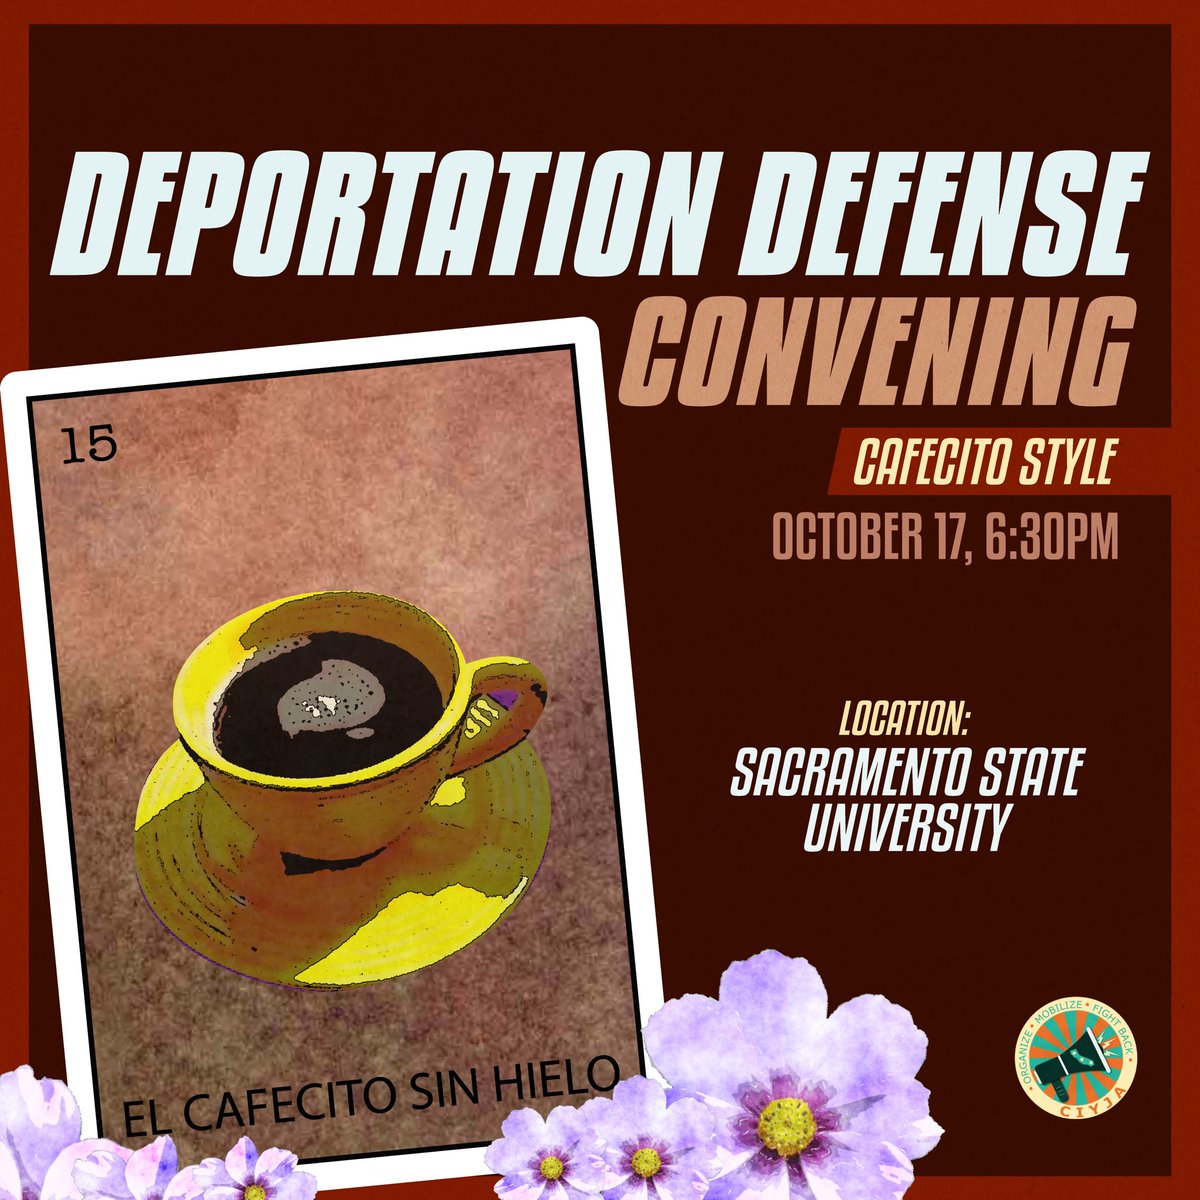 DEPORTATION DEFENSE
CONVENING
CAFECITO STYLE
OCTOBER 17, 6:30PM
15
EL CAFECITO SIN HIELO
LOCATION:
SACRAMENTO STATE
UNIVERSITY
ORGANIZE • MOBILIZE • FIGHT BACK •
CIYJA